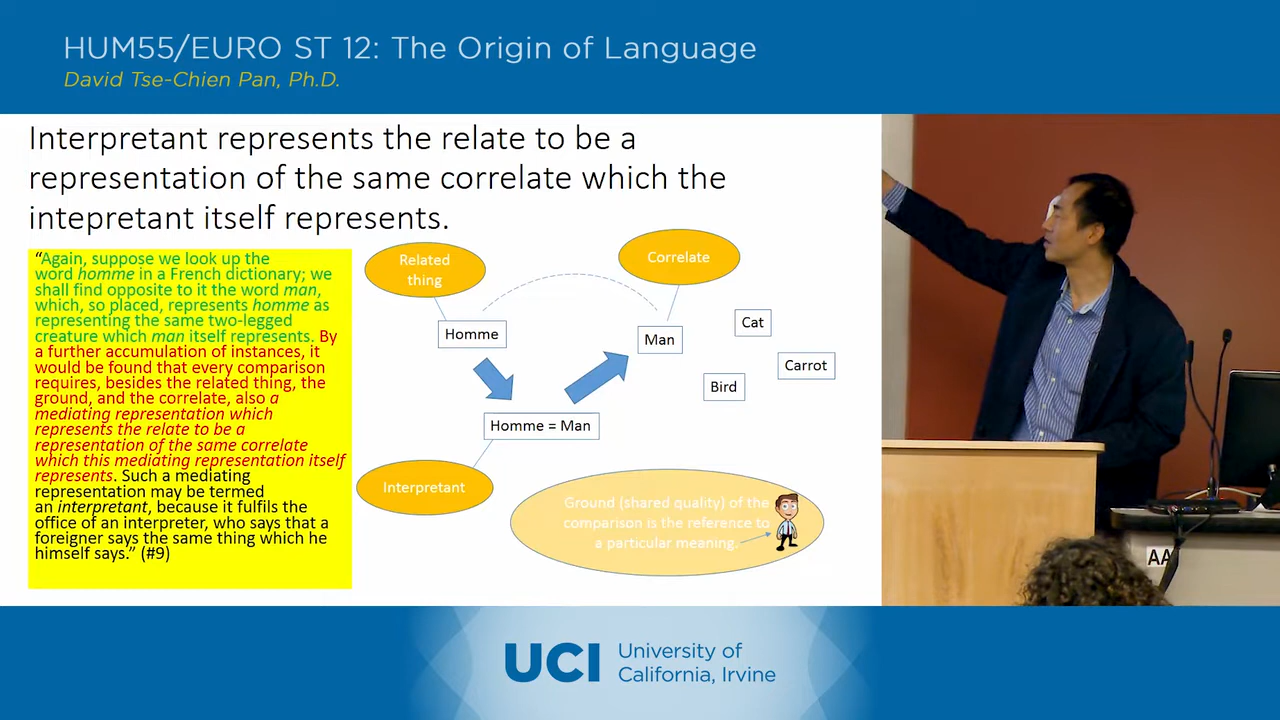 HUM55/EURO ST 12: The Origin of Language
David Tse-Chien Pan, Ph.D.
Interpretant represents the relate to be a
representation of the same correlate which the
intepretant itself represents.
“Again, suppose we look up the
word homme in a French dictionary; we
shall find opposite to it the word man,
which, so placed, represents homme as
representing the same two-legged
creature which man itself represents. By
a further accumulation of instances, it
would be found that every comparison
requires, besides the related thing, the
ground, and the correlate, also a
mediating representation which
represents the relate to be a
representation of the same correlate
which this mediating representation itself
represents. Such a mediating
representation may be termed
an interpretant, because it fulfils the
office of an interpreter, who says that a
foreigner says the same thing which he
himself says.” (#9)
Related
thing
Correlate
Homme
Man
Cat
Carrot
Bird
Homme = Man
Interpretant
Ground (shared quality) of the
comparison is the reference to
a particular meaning.
AA
UCI
University of
California, Irvine